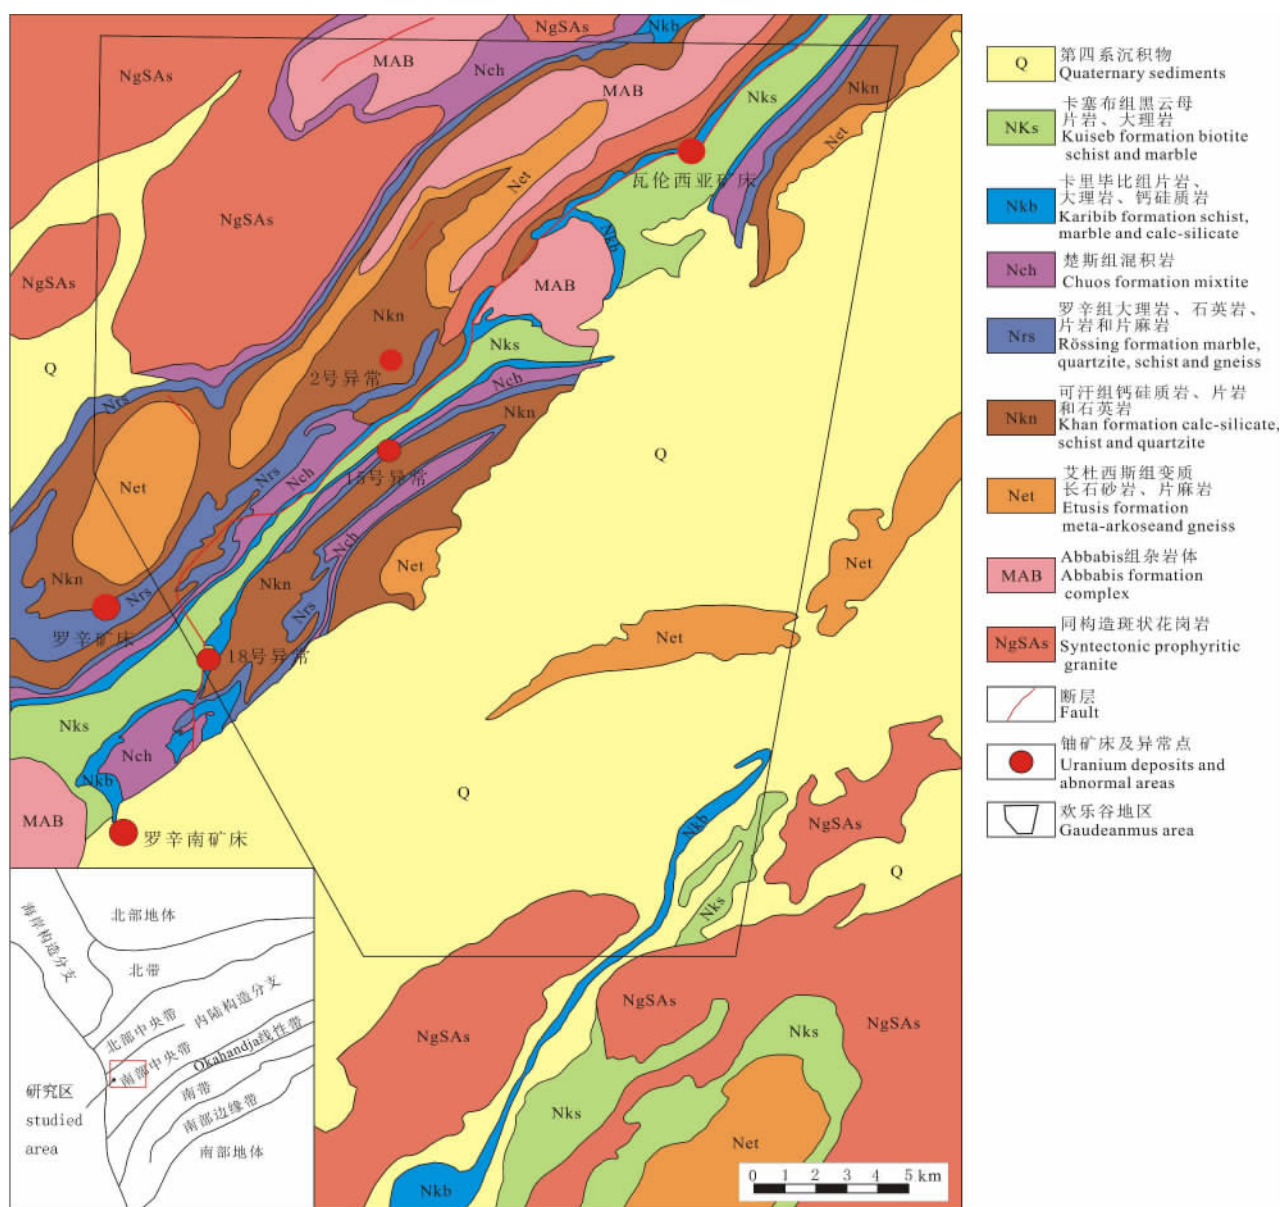 NgSAs
MAB
Nch
NgSAs
Nkb
MAB
Nks
Nkn
Net
瓦伦西亚矿床
Net
NgSAs
NgSAs
Nkb
MAB
Nkn
Nks
Q
2号异常
Nch
Nkn
Nrs
15号异常
Q
Net
Nrs
Nch
Nch
Net
Net
Nkn
Nrs
Nkn
Nrs
罗辛矿床
18号异常
Net
Nks
Nch
Nkb
MAB
罗辛南矿床
Q
Nkb
NgSAs
Q
Nks
NgSAs
NgSAs
NgSAs
Nks
Nks
Net
Nkb
0 1 2 3 4 5 km
海岸构造分支
北部地体
北带
北部中央带
内陆构造分支
Okahandja线性带
南部中央带
南带
南部边缘带
南部地体
研究区
studied
area
Q
第四系沉积物
Quaternary sediments
NKs
卡塞布组黑云母
片岩、大理岩
Kuiseb formation biotite
schist and marble
Nkb
卡里毕比组片岩、
大理岩、钙硅质岩
Karibib formation schist,
marble and calc-silicate
Nch
楚斯组混积岩
Chuos formation mixtite
Nrs
罗辛组大理岩、石英岩、
片岩和片麻岩
Rössing formation marble,
quartzite, schist and gneiss
Nkn
可汗组钙硅质岩、片岩
和石英岩
Khan formation calc-silicate,
schist and quartzite
Net
艾杜西斯组变质
长石砂岩、片麻岩
Etusis formation
meta-arkoseand gneiss
MAB
Abbabis组杂岩体
Abbabis formation
complex
NgSAs
同构造斑状花岗岩
Syntectonic prophyritic
granite
断层
Fault
铀矿床及异常点
Uranium deposits and
abnormal areas
欢乐谷地区
Gaudeanmus area